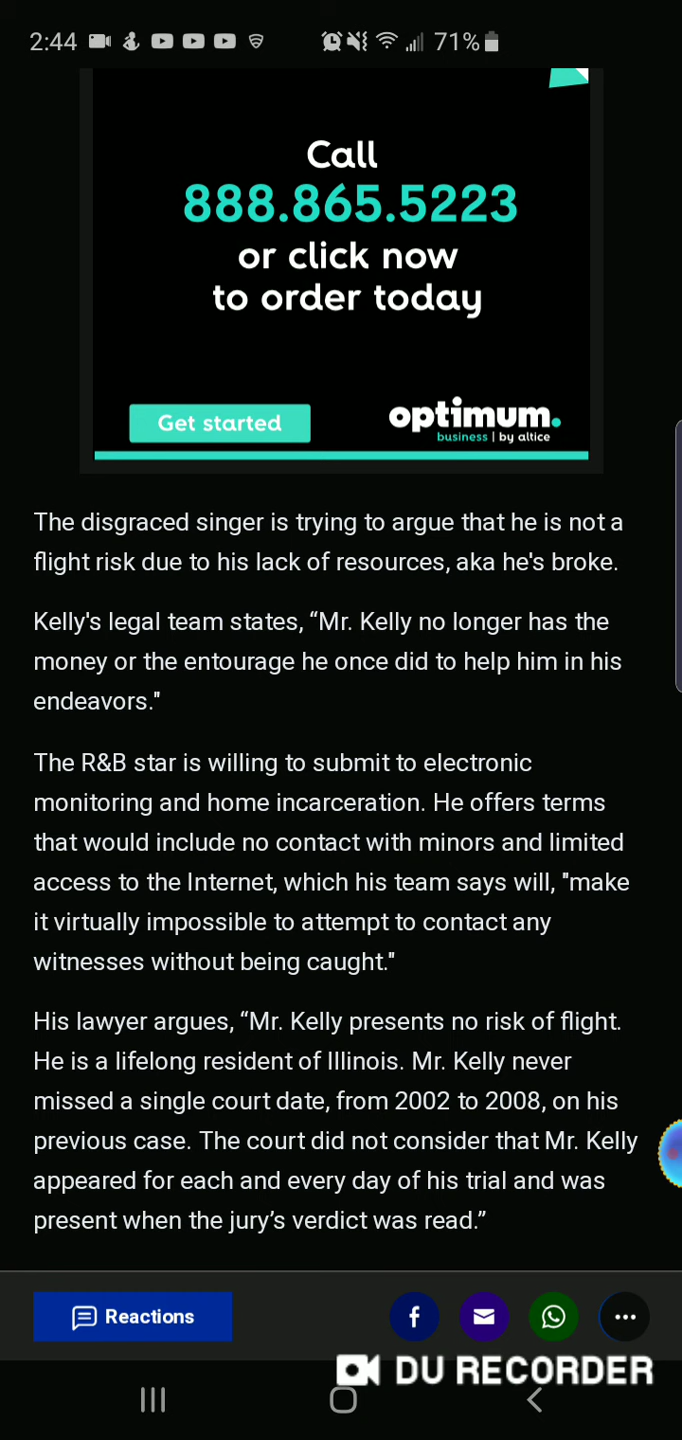 2:44
71%
Call
888.865.5223
or click now
to order today
Get started
optimum.
business | by altice
The disgraced singer is trying to argue that he is not a
flight risk due to his lack of resources, aka he's broke.
Kelly's legal team states, “Mr. Kelly no longer has the
money or the entourage he once did to help him in his
endeavors."
The R&B star is willing to submit to electronic
monitoring and home incarceration. He offers terms
that would include no contact with minors and limited
access to the Internet, which his team says will, "make
it virtually impossible to attempt to contact any
witnesses without being caught."
His lawyer argues, “Mr. Kelly presents no risk of flight.
He is a lifelong resident of Illinois. Mr. Kelly never
missed a single court date, from 2002 to 2008, on his
previous case. The court did not consider that Mr. Kelly
appeared for each and every day of his trial and was
present when the jury’s verdict was read.”
Reactions
DU RECORDER